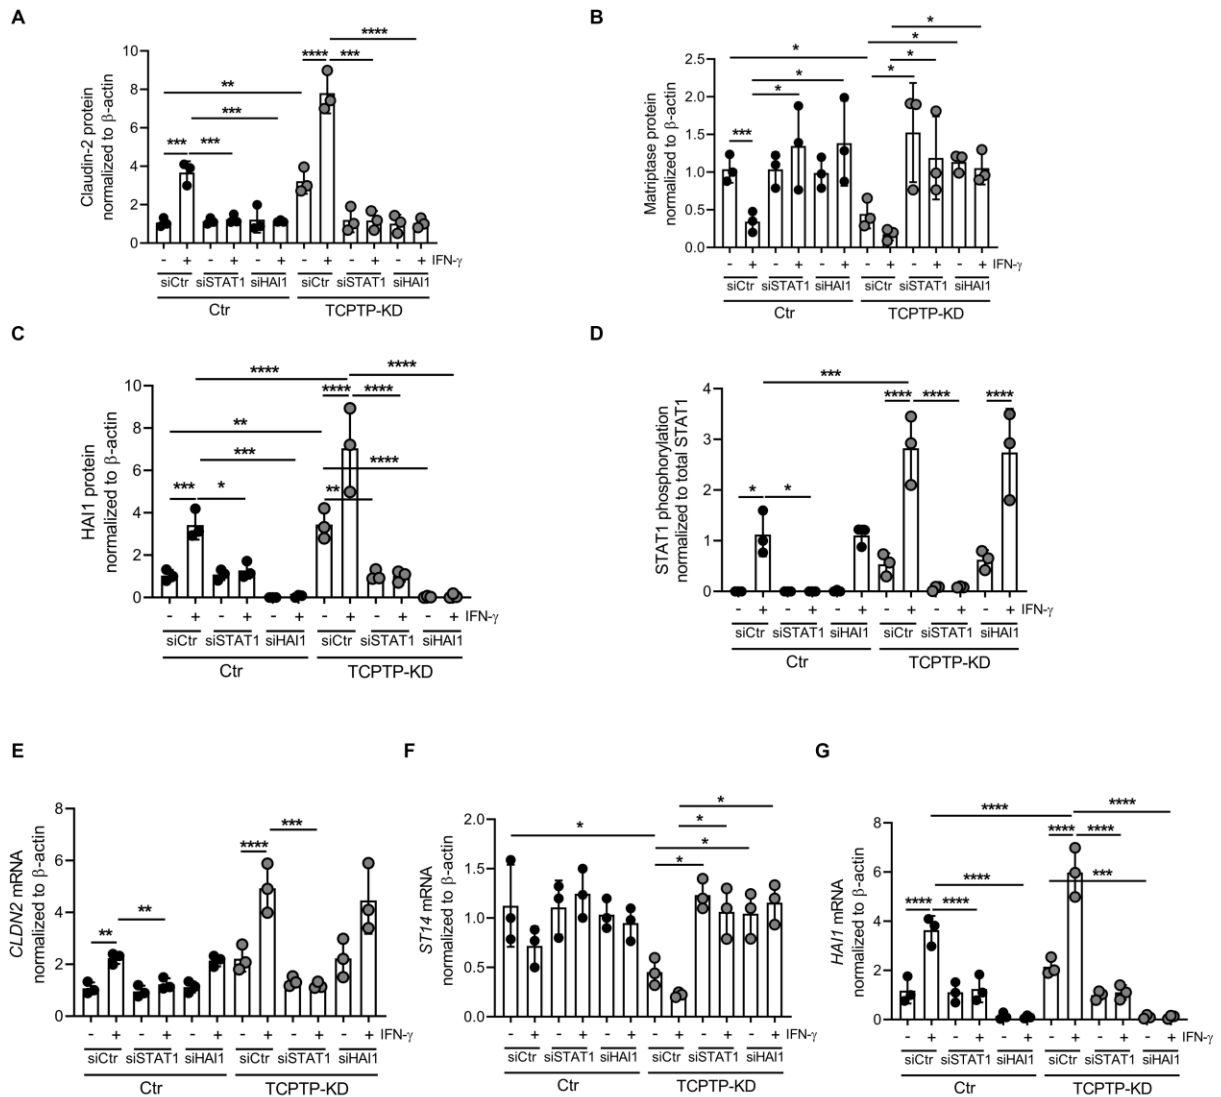 A
Claudin-2 protein
normalized to β-actin
10
8
6
4
2
0
***
***
***
**
****
***
****
- + - + - + - + - + - + IFN-γ
siCtr siSTAT1 siHAI1 siCtr siSTAT1 siHAI1
Ctr TCPTP-KD
B
Matriptase protein
normalized to β-actin
2.5
2.0
1.5
1.0
0.5
0.0
***
*
*
*
*
*
*
*
- + - + - + - + - + - + IFN-γ
siCtr siSTAT1 siHAI1 siCtr siSTAT1 siHAI1
Ctr TCPTP-KD
C
HAI1 protein
normalized to β-actin
10
8
6
4
2
0
****
****
****
****
**
***
****
***
*
**
- + - + - + - + - + - + IFN-γ
siCtr siSTAT1 siHAI1 siCtr siSTAT1 siHAI1
Ctr TCPTP-KD
D
STAT1 phosphorylation
normalized to total STAT1
4
3
2
1
0
***
****
****
****
*
*
- + - + - + - + - + - + IFN-γ
siCtr siSTAT1 siHAI1 siCtr siSTAT1 siHAI1
Ctr TCPTP-KD
E
CLDN2 mRNA
normalized to β-actin
8
6
4
2
0
***
****
**
**
- + - + - + - + - + - + IFN-γ
siCtr siSTAT1 siHAI1 siCtr siSTAT1 siHAI1
Ctr TCPTP-KD
F
ST14 mRNA
normalized to β-actin
2.0
1.5
1.0
0.5
0.0
*
*
*
*
*
- + - + - + - + - + - + IFN-γ
siCtr siSTAT1 siHAI1 siCtr siSTAT1 siHAI1
Ctr TCPTP-KD
G
HAI1 mRNA
normalized to β-actin
8
6
4
2
0
****
****
****
****
****
***
****
****
- + - + - + - + - + - + IFN-γ
siCtr siSTAT1 siHAI1 siCtr siSTAT1 siHAI1
Ctr TCPTP-KD